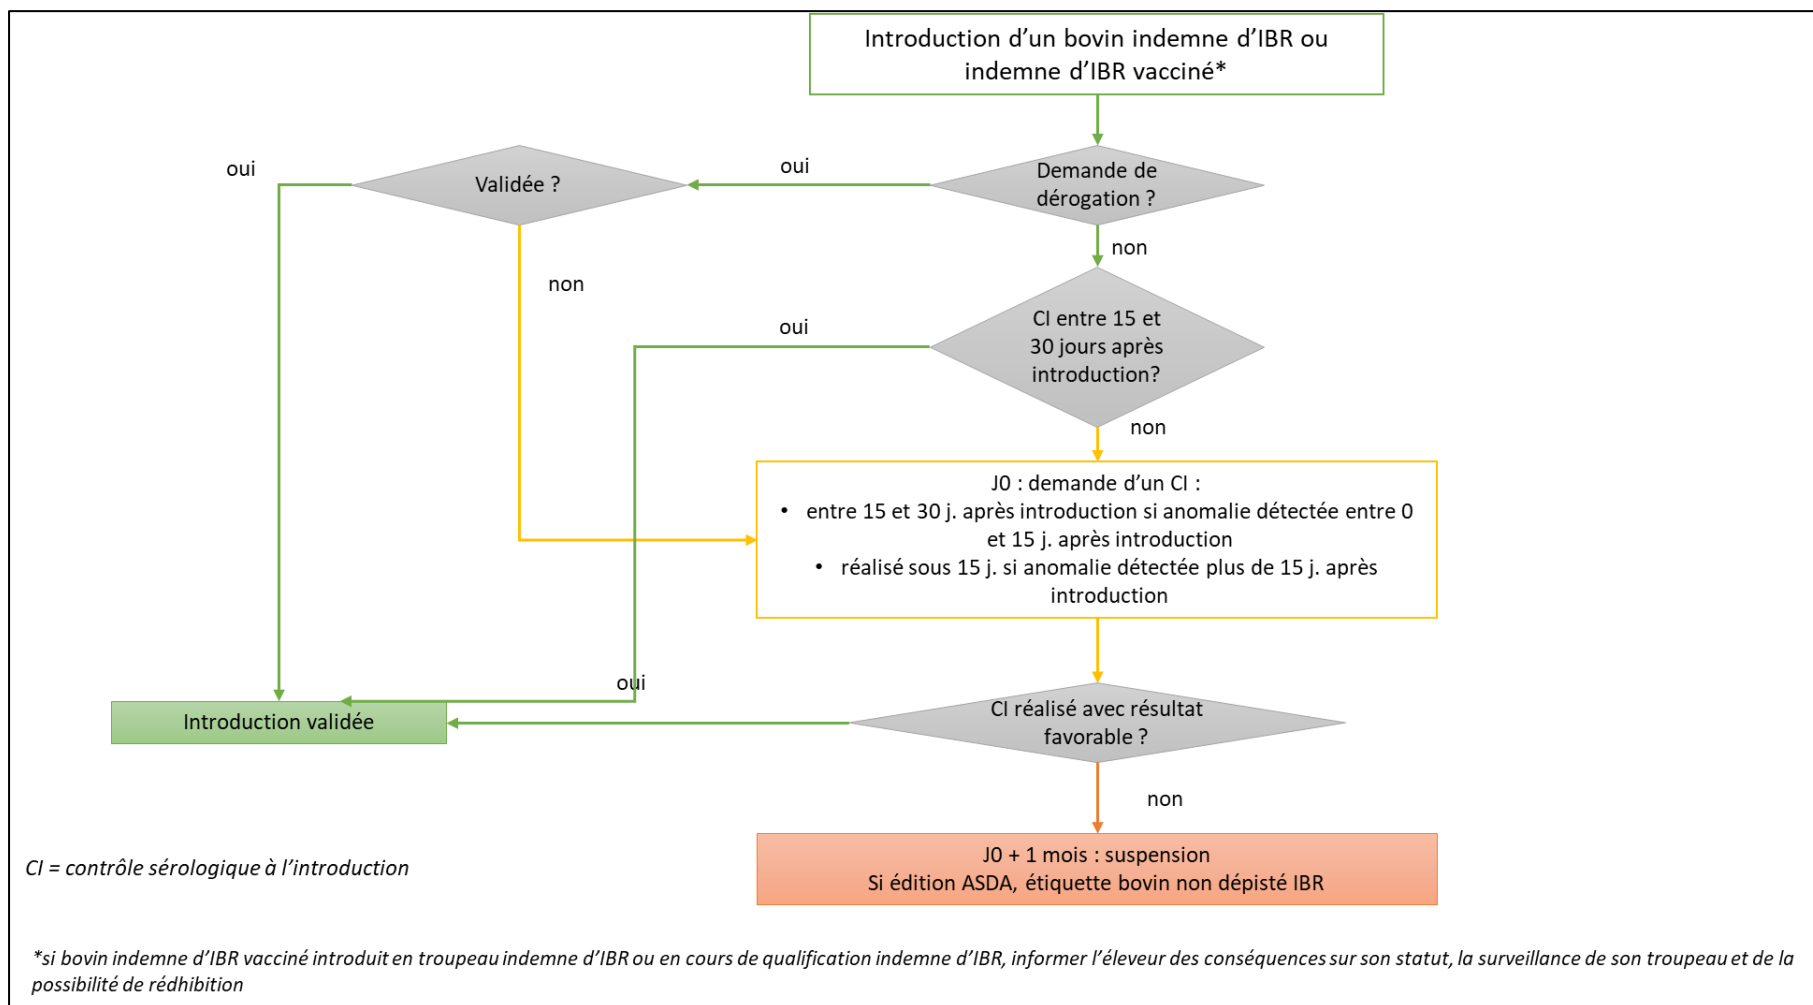 Introduction d’un bovin indemne d’IBR ou
indemne d’IBR vacciné*
oui
Validée ?
oui
Demande de
dérogation ?
non
non
oui
CI entre 15 et
30 jours après
introduction?
non
J0 : demande d’un CI :
• entre 15 et 30 j. après introduction si anomalie détectée entre 0
et 15 j. après introduction
• réalisé sous 15 j. si anomalie détectée plus de 15 j. après
introduction
oui
Introduction validée
CI réalisé avec résultat
favorable ?
non
J0 + 1 mois : suspension
Si édition ASDA, étiquette bovin non dépisté IBR
CI = contrôle sérologique à l’introduction
*si bovin indemne d’IBR vacciné introduit en troupeau indemne d’IBR ou en cours de qualification indemne d’IBR, informer l’éleveur des conséquences sur son statut, la surveillance de son troupeau et de la
possibilité de rédhibition